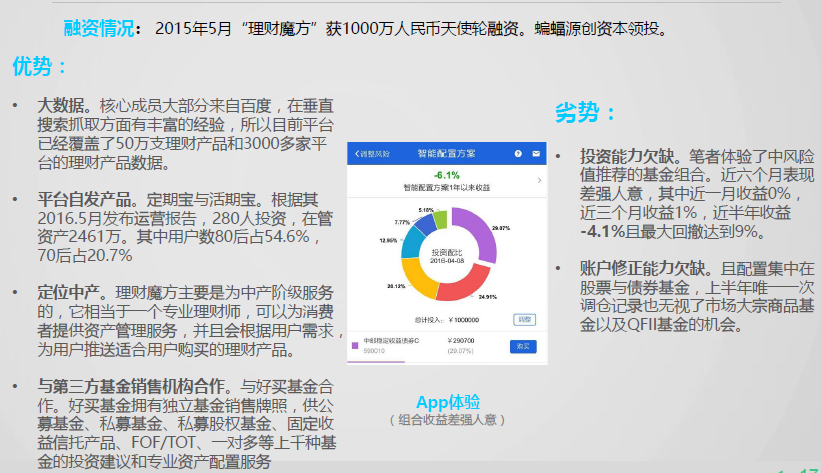 融资情况： 2015年5月“理财魔方”获1000万人民币天使轮融资。蝙蝠源创资本领投。
优势：
• 大数据。核心成员大部分来自百度，在垂直
搜索抓取方面有丰富的经验，所以目前平台
已经覆盖了50万支理财产品和3000多家平
台的理财产品数据。
• 平台自发产品。定期宝与活期宝。根据其
2016.5月发布运营报告，280人投资，在管
资产2461万。其中用户数80后占54.6%，
70后占20.7%
• 定位中产。理财魔方主要是为中产阶级服务
的，它相当于一个专业理财师，可以为消费
者提供资产管理服务，并且会根据用户需求，
为用户推送适合用户购买的理财产品。
• 与第三方基金销售机构合作。与好买基金合
作。好买基金拥有独立基金销售牌照，供公
募基金、私募基金、私募股权基金、固定收
益信托产品、FOF/TOT、一对多等上千种基
金的投资建议和专业资产配置服务
调整风险
智能配置方案
-6.1%
智能配置方案1年以来收益
5.18%
7.77%
29.07%
12.95%
投资配比
2016-04-08
20.12%
24.91%
总计投入：￥1000000
调整
中邮稳定收益债券C
￥290700
590010
(29.07%)
购买
App体验
（组合收益差强人意）
劣势：
• 投资能力欠缺。笔者体验了中风险
值推荐的基金组合。近六个月表现
差强人意，其中近一月收益0%，
近三个月收益1%，近半年收益
-4.1%且最大回撤达到9%。
• 账户修正能力欠缺。且配置集中在
股票与债券基金，上半年唯一一次
调仓记录也无视了市场大宗商品基
金以及QFII基金的机会。